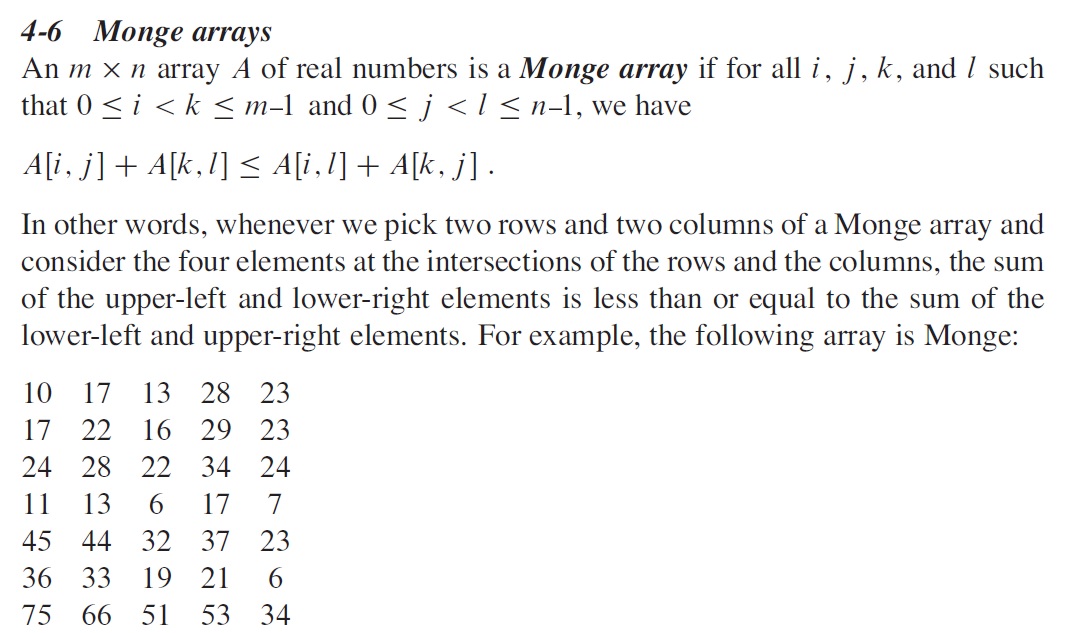 4-6 Monge arrays
An m × n array A of real numbers is a Monge array if for all i, j, k, and l such
that 0 ≤ i < k ≤ m–1 and 0 ≤ j < l ≤ n–1, we have
A[i, j] + A[k, l] ≤ A[i, l] + A[k, j] .
In other words, whenever we pick two rows and two columns of a Monge array and
consider the four elements at the intersections of the rows and the columns, the sum
of the upper-left and lower-right elements is less than or equal to the sum of the
lower-left and upper-right elements. For example, the following array is Monge:
10 17 13 28 23
17 22 16 29 23
24 28 22 34 24
11 13 6 17 7
45 44 32 37 23
36 33 19 21 6
75 66 51 53 34